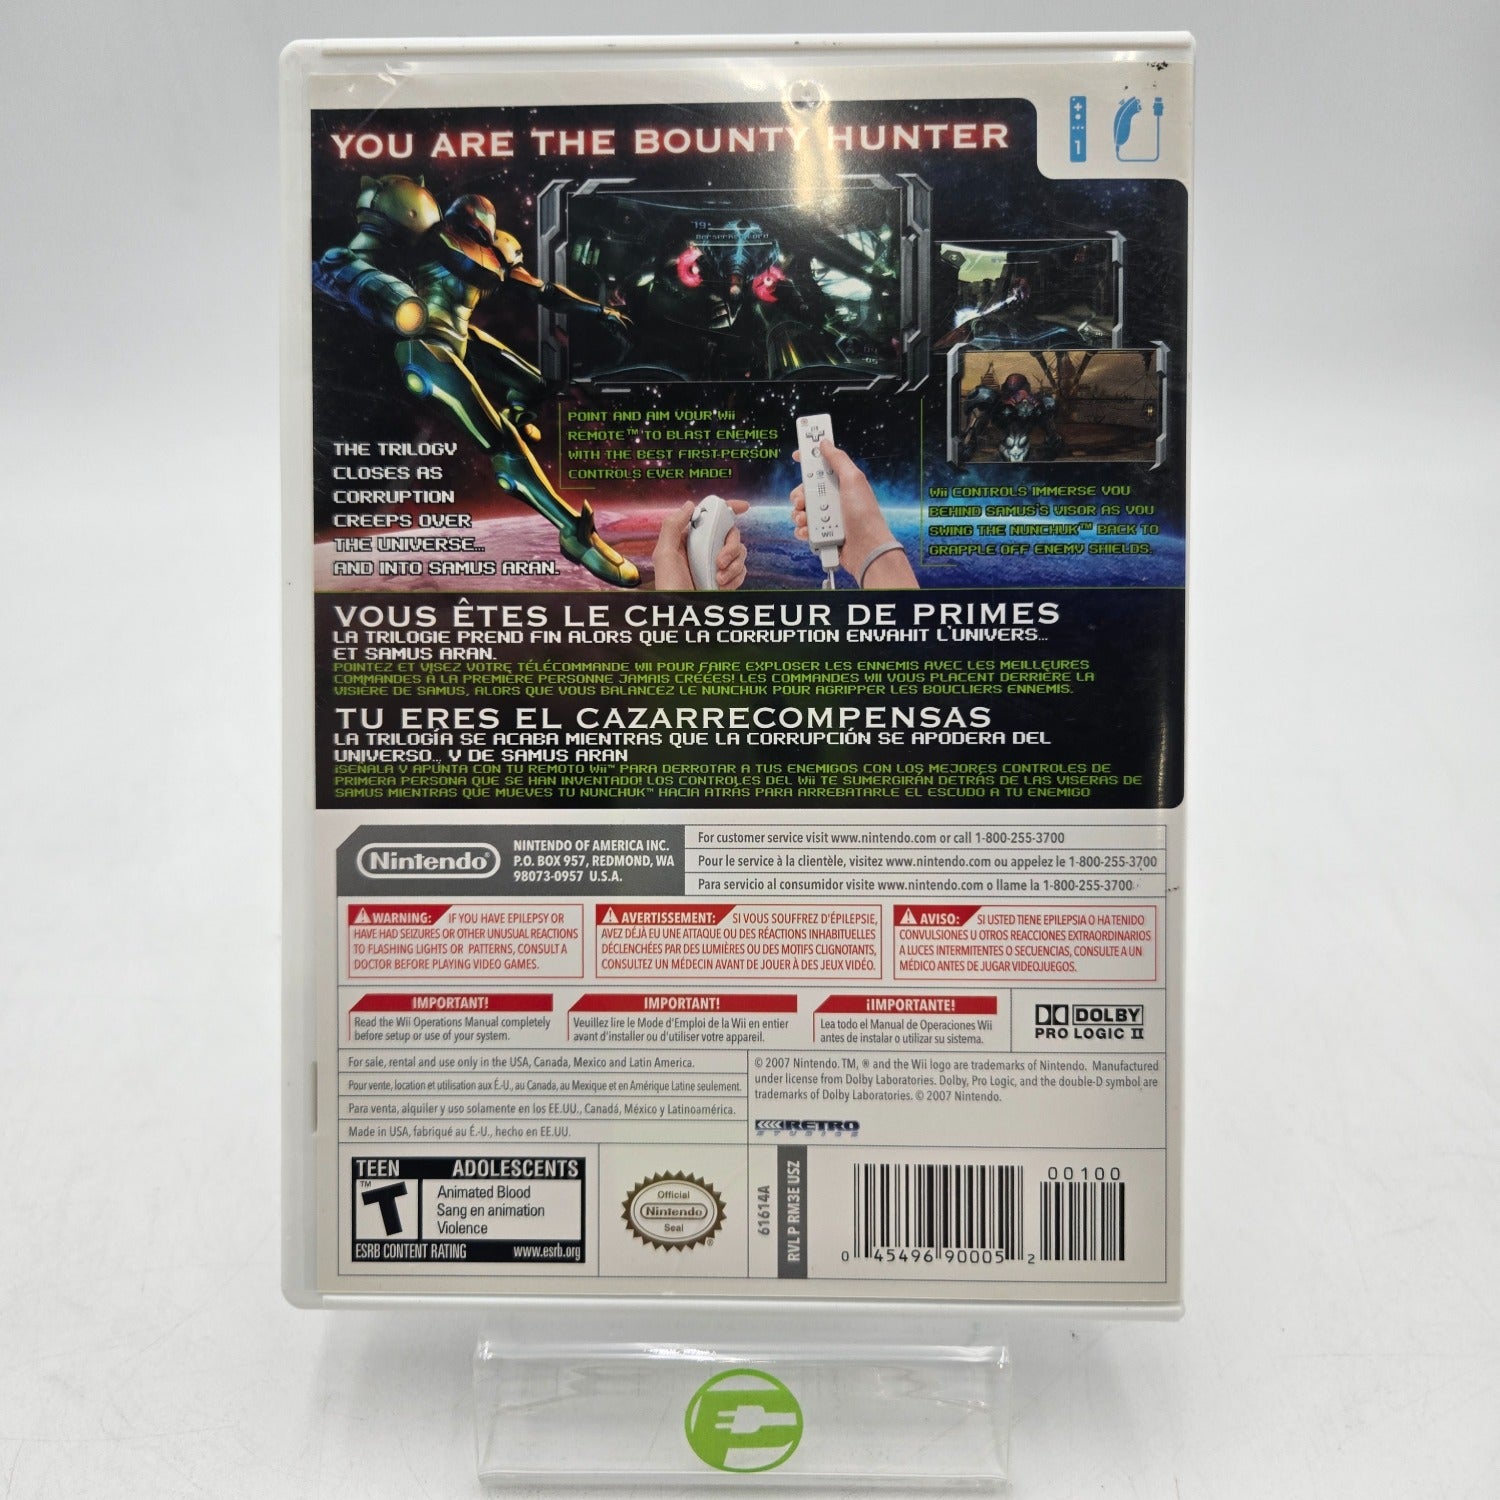 YOU ARE THE BOUNTY HUNTER
1
THE TRILOGY
CLOSES AS
CORRUPTION
CREEPS OVER
THE UNIVERSE...
AND INTO SAMUS ARAN.
POINT AND AIM YOUR Wii
REMOTE™ TO BLAST ENEMIES
WITH THE BEST FIRST-PERSON
CONTROLS EVER MADE!
Wii
Wii CONTROLS IMMERSE YOU
BEHIND SAMUS'S VISOR AS YOU
SWING THE NUNCHUK™ BACK TO
GRAPPLE OFF ENEMY SHIELDS.
VOUS ÊTES LE CHASSEUR DE PRIMES
LA TRILOGIE PREND FIN ALORS QUE LA CORRUPTION ENVAHIT L'UNIVERS...
ET SAMUS ARAN.
POINTEZ ET VISEZ VOTRE TÉLÉCOMMANDE WII POUR FAIRE EXPLOSER LES ENNEMIS AVEC LES MEILLEURES
COMMANDES À LA PREMIÈRE PERSONNE JAMAIS CRÉÉES! LES COMMANDES WII VOUS PLACENT DERRIÈRE LA
VISIÈRE DE SAMUS, ALORS QUE VOUS BALANCEZ LE NUNCHUK POUR AGRIPPER LES BOUCLIERS ENNEMIS.
TU ERES EL CAZARRECOMPENSAS
LA TRILOGÍA SE ACABA MIENTRAS QUE LA CORRUPCIÓN SE APODERA DEL
UNIVERSO... Y DE SAMUS ARAN
¡SEÑALA Y APUNTA CON TU REMOTO Wii™ PARA DERROTAR A TUS ENEMIGOS CON LOS MEJORES CONTROLES DE
PRIMERA PERSONA QUE SE HAN INVENTADO! LOS CONTROLES DEL Wii TE SUMERGIRÁN DETRÁS DE LAS VISERAS DE
SAMUS MIENTRAS QUE MUEVES TU NUNCHUK™ HACIA ATRÁS PARA ARREBATARLE EL ESCUDO A TU ENEMIGO
Nintendo®
NINTENDO OF AMERICA INC.
P.O. BOX 957, REDMOND, WA
98073-0957 U.S.A.
For customer service visit www.nintendo.com or call 1-800-255-3700
Pour le service à la clientèle, visitez www.nintendo.com ou appelez le 1-800-255-3700
Para servicio al consumidor visite www.nintendo.com o llame la 1-800-255-3700
WARNING: IF YOU HAVE EPILEPSY OR
HAVE HAD SEIZURES OR OTHER UNUSUAL REACTIONS
TO FLASHING LIGHTS OR PATTERNS, CONSULT A
DOCTOR BEFORE PLAYING VIDEO GAMES.
AVERTISSEMENT: SI VOUS SOUFFREZ D'ÉPILEPSIE,
AVEZ DÉJÀ EU UNE ATTAQUE OU DES RÉACTIONS INHABITUELLES
DÉCLENCHÉES PAR DES LUMIÈRES OU DES MOTIFS CLIGNOTANTS,
CONSULTEZ UN MÉDECIN AVANT DE JOUER À DES JEUX VIDÉO.
AVISO: SI USTED TIENE EPILEPSIA O HA TENIDO
CONVULSIONES U OTROS REACCIONES EXTRAORDINARIOS
A LUCES INTERMITENTES O SECUENCIAS, CONSULTE A UN
MÉDICO ANTES DE JUGAR VIDEOJUEGOS.
IMPORTANT!
Read the Wii Operations Manual completely
before setup or use of your system.
IMPORTANT!
Veuillez lire le Mode d'Emploi de la Wii en entier
avant d'installer ou d'utiliser votre appareil.
¡IMPORTANTE!
Lea todo el Manual de Operaciones Wii
antes de instalar o utilizar su sistema.
DOLBY
PRO LOGIC II
For sale, rental and use only in the USA, Canada, Mexico and Latin America.
Pour vente, location et utilisation aux É.-U., au Canada, au Mexique et en Amérique Latine seulement.
Para venta, alquiler y uso solamente en los EE.UU., Canadá, México y Latinoamérica.
Made in USA, fabriqué au É.-U., hecho en EE.UU.
© 2007 Nintendo. TM, ® and the Wii logo are trademarks of Nintendo. Manufactured
under license from Dolby Laboratories. Dolby, Pro Logic, and the double-D symbol are
trademarks of Dolby Laboratories. © 2007 Nintendo.
RETRO
STUDIOS
TEEN ADOLESCENTS
T™
Animated Blood
Sang en animation
Violence
ESRB CONTENT RATING www.esrb.org
Official
Nintendo
Seal
®
61614A
RVL P RM3E USZ
00100
0 45496 90005 2